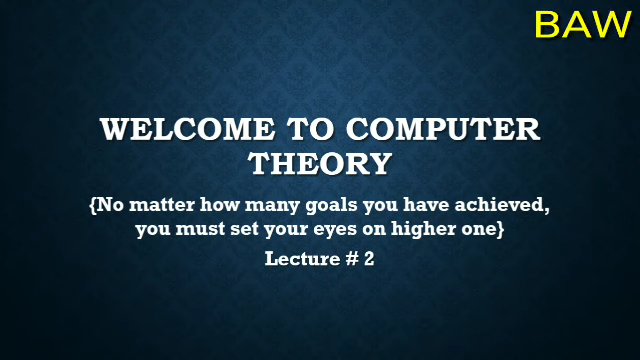 BAW
WELCOME TO COMPUTER
THEORY
{No matter how many goals you have achieved,
you must set your eyes on higher one}
Lecture # 2